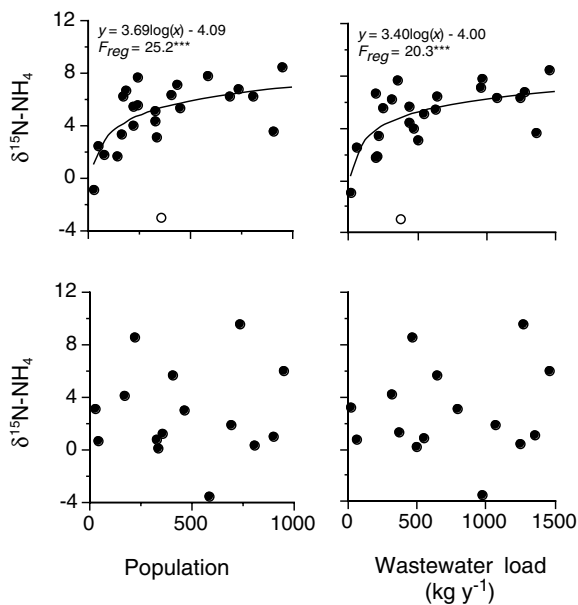 y = 3.69log(x) - 4.09
F_reg = 25.2***
y = 3.40log(x) - 4.00
F_reg = 20.3***
12
8
4
0
-4
δ¹⁵N-NH₄
12
8
4
0
-4
δ¹⁵N-NH₄
0 500 1000
0 500 1000 1500
Population
Wastewater load
(kg y⁻¹)